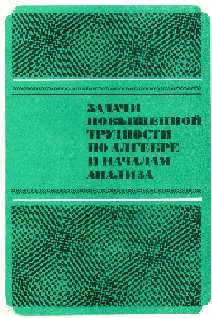 ЗАДАЧИ
ПОВЫШЕННОЙ
ТРУДНОСТИ
ПО АЛГЕБРЕ
И НАЧАЛАМ
АНАЛИЗА